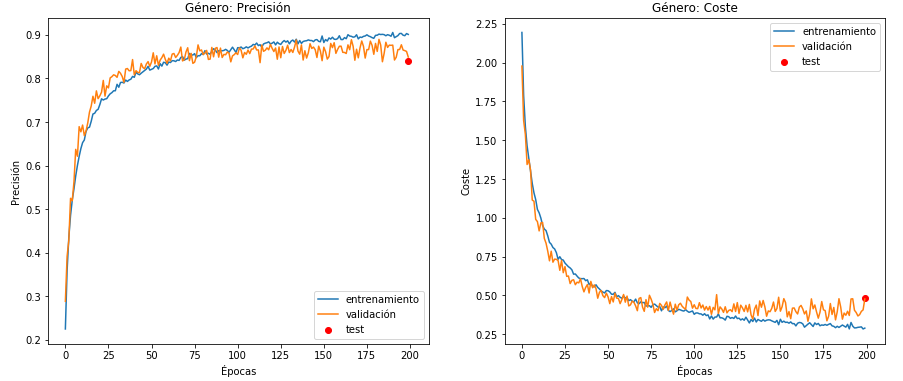 Género: Precisión
0.9
0.8
0.7
0.6
0.5
0.4
0.3
0.2
Precisión
0
25
50
75
100
125
150
175
200
Épocas
entrenamiento
validación
test
Género: Coste
2.25
2.00
1.75
1.50
1.25
1.00
0.75
0.50
0.25
Coste
0
25
50
75
100
125
150
175
200
Épocas
entrenamiento
validación
test